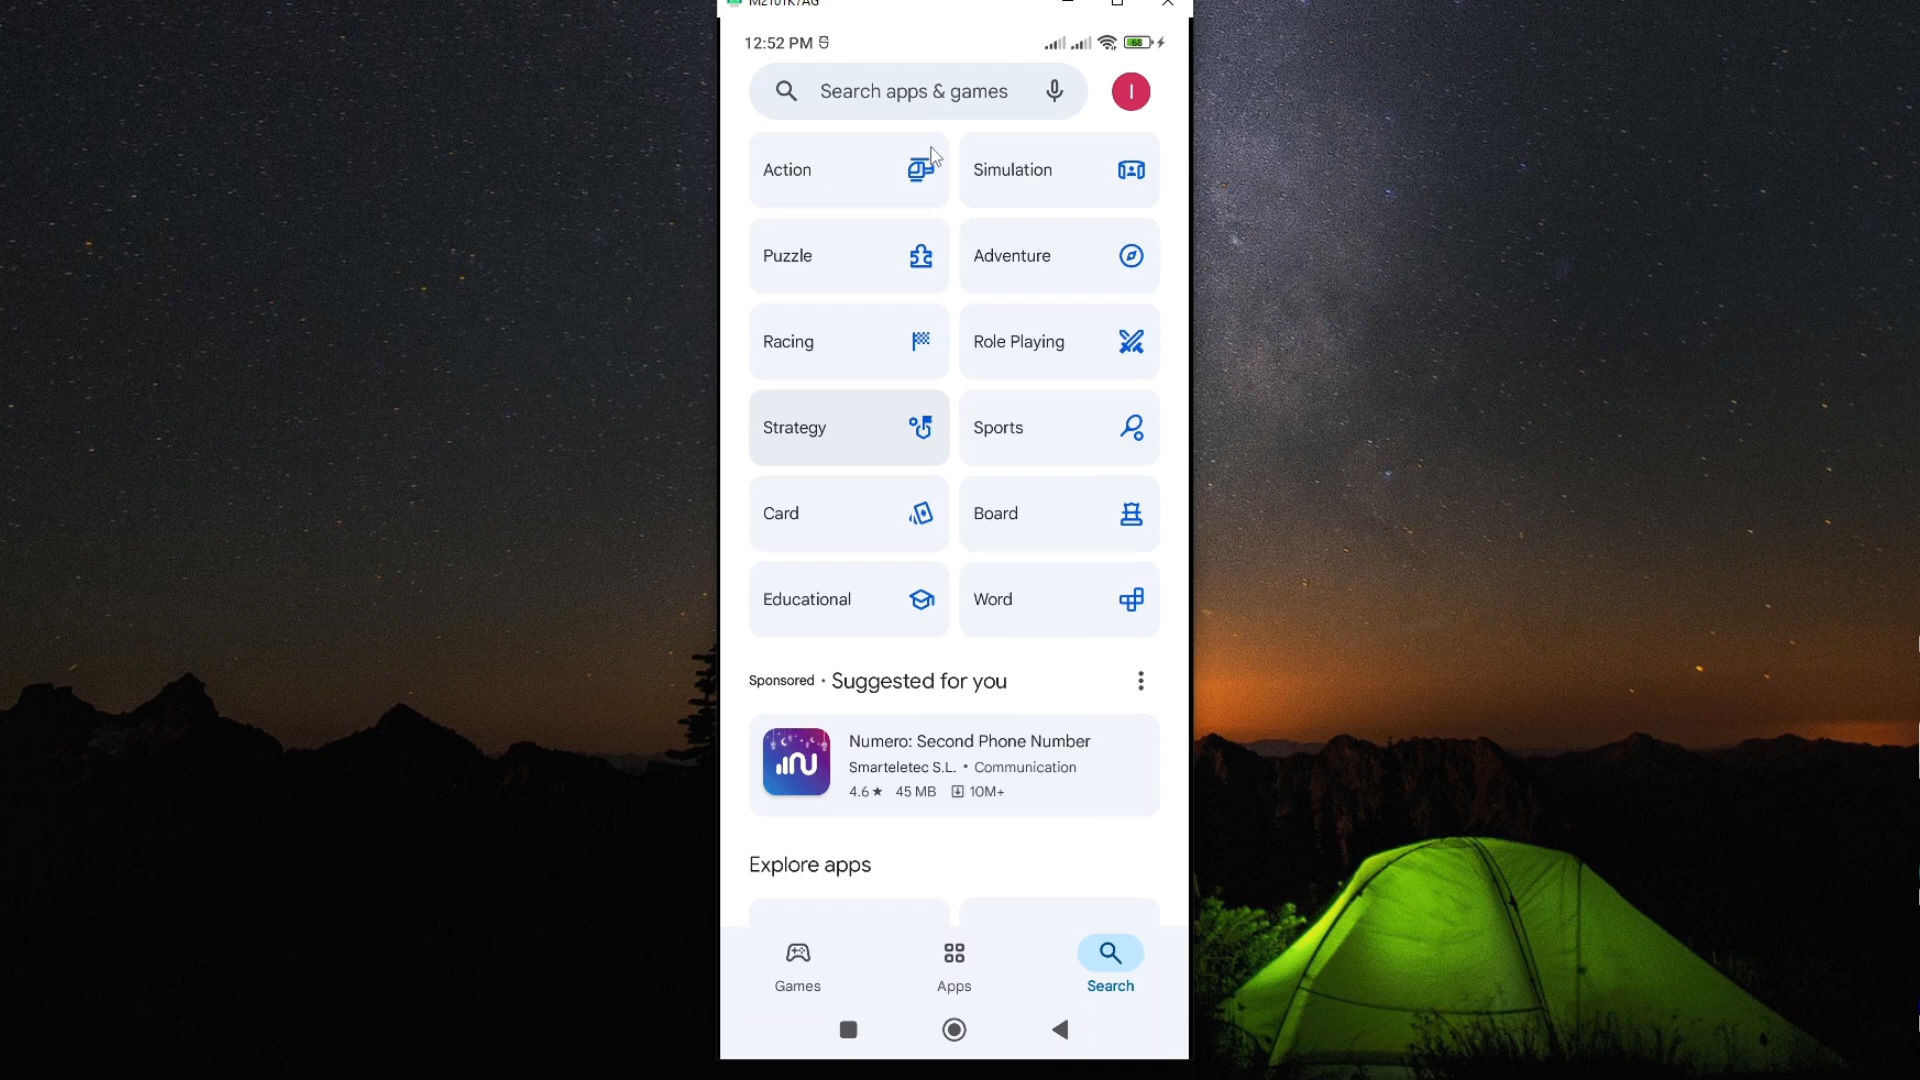 M2101K7AG
12:52 PM
68
Search apps & games
I
Action
Simulation
Puzzle
Adventure
Racing
Role Playing
Strategy
Sports
Card
Board
Educational
Word
Sponsored • Suggested for you
Numero: Second Phone Number
Smarteletec S.L. • Communication
4.6★ 45 MB 10M+
Explore apps
Games
Apps
Search